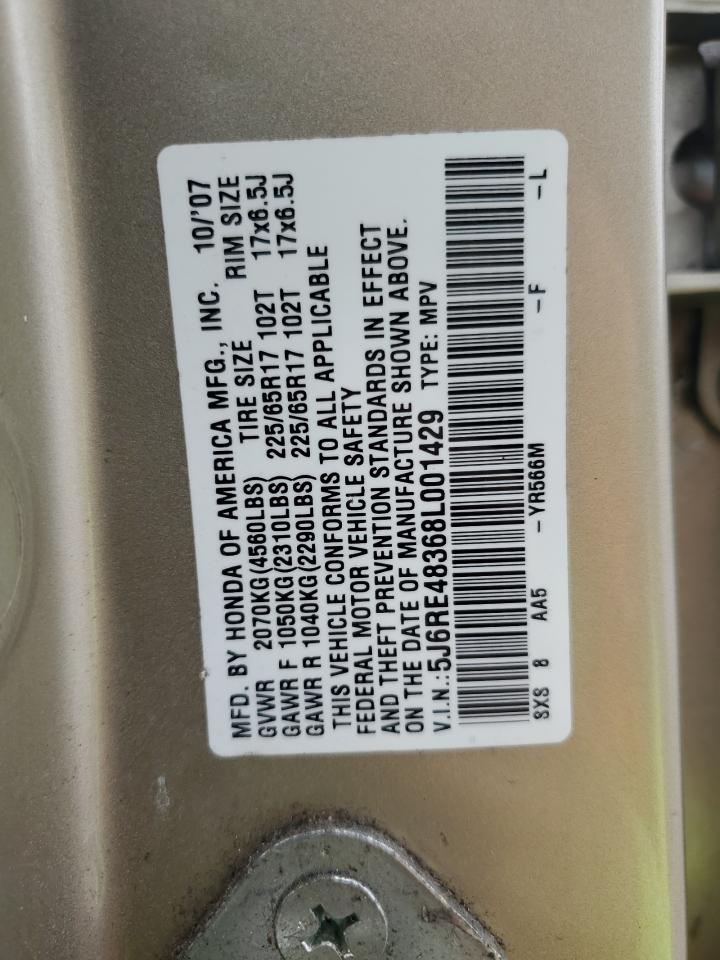 MFD. BY HONDA OF AMERICA MFG., INC. 10/'07
GVWR 2070KG(4560LBS) TIRE SIZE RIM SIZE
GAWR F 1050KG(2310LBS) 225/65R17 102T 17x6.5J
GAWR R 1040KG(2290LBS) 225/65R17 102T 17x6.5J
THIS VEHICLE CONFORMS TO ALL APPLICABLE
FEDERAL MOTOR VEHICLE SAFETY
AND THEFT PREVENTION STANDARDS IN EFFECT
ON THE DATE OF MANUFACTURE SHOWN ABOVE.
V.I.N.:5J6RE48368L001429 TYPE: MPV
SXS 8 AA5 -YR566M -F -L